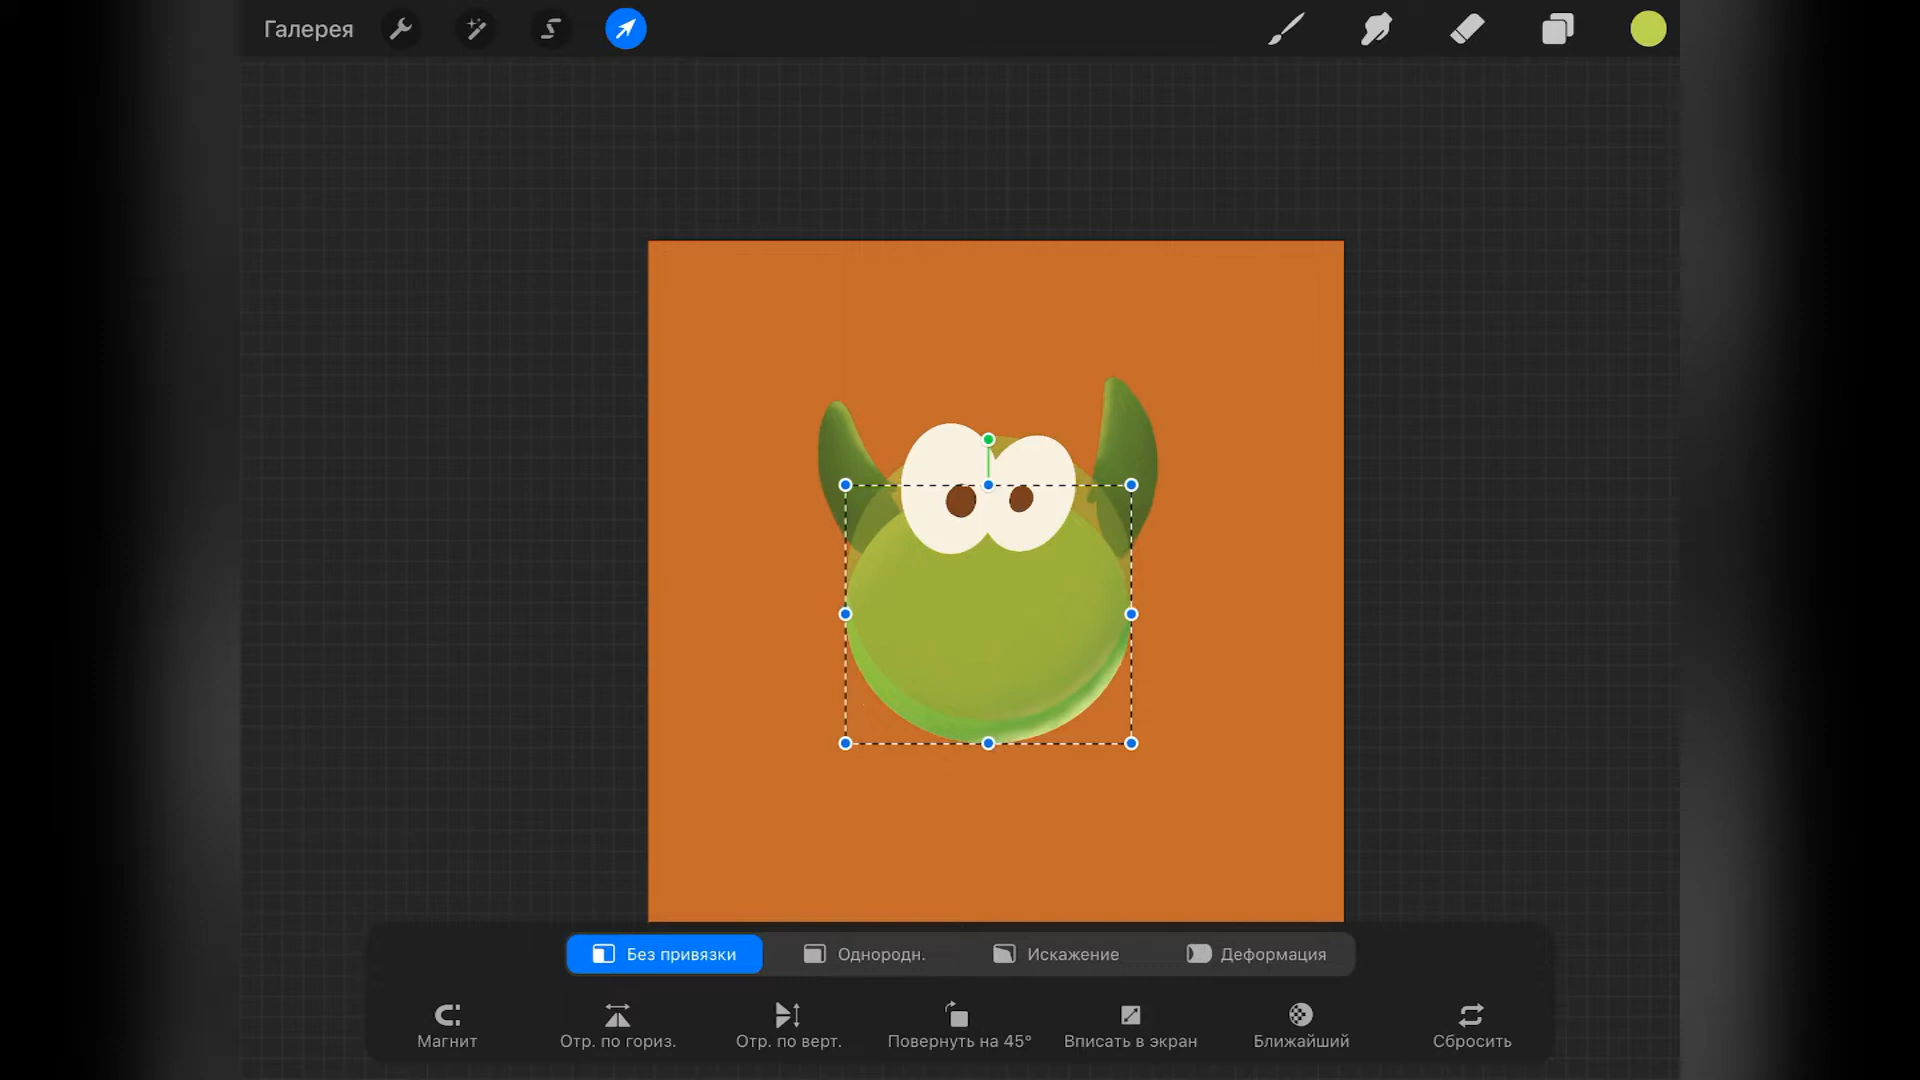 Галерея
Без привязки
Однородн.
Искажение
Деформация
Магнит
Отр. по гориз.
Отр. по верт.
Повернуть на 45°
Вписать в экран
Ближайший
Сбросить